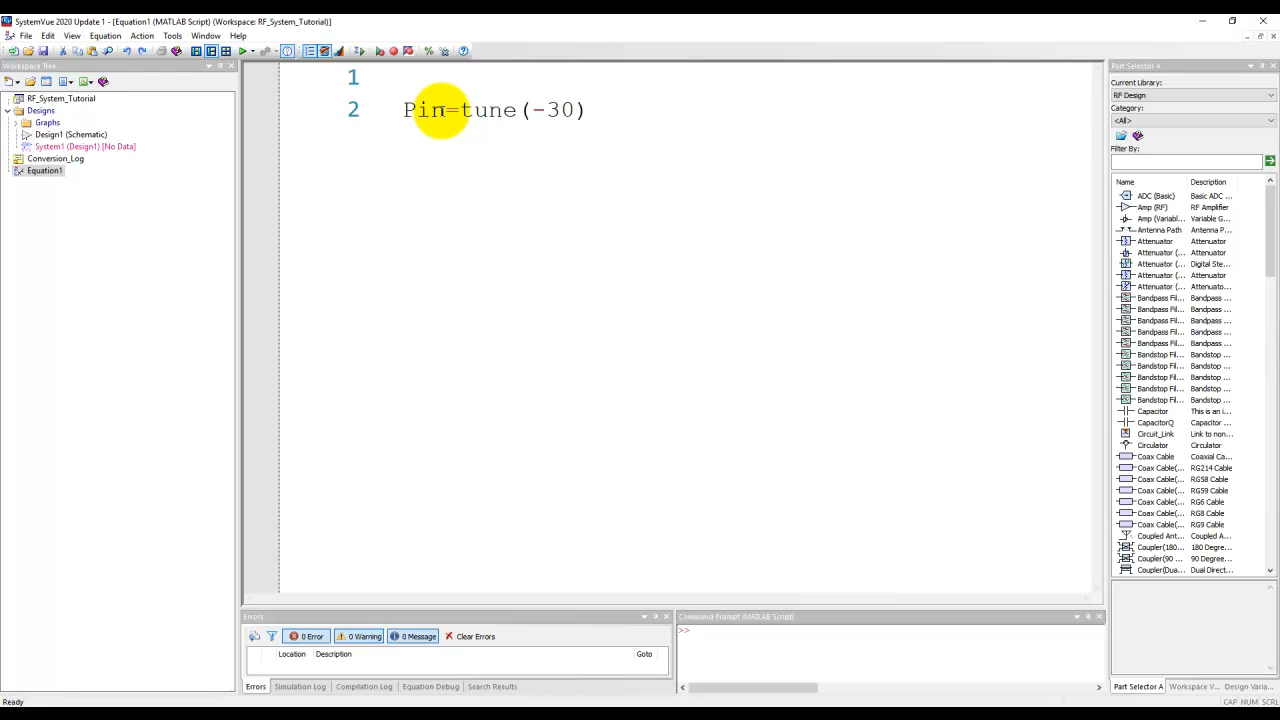 SystemVue 2020 Update 1 - [Equation1 (MATLAB Script) (Workspace: RF_System_Tutorial)]
File Edit View Equation Action Tools Window Help
Workspace Tree
RF_System_Tutorial
Designs
Graphs
Design1 (Schematic)
System1 (Design1) [No Data]
Conversion_Log
Equation1
1
2 Pin=tune(-30)
Part Selector A
Current Library:
RF Design
Category:
<All>
Filter By:
Name Description
ADC (Basic) Basic ADC ...
Amp (RF) RF Amplifier
Amp (Variabl... Variable G...
Antenna Path Antenna P...
Attenuator Attenuator
Attenuator (... Attenuator
Attenuator (... Digital Ste...
Attenuator (... Attenuator
Attenuator (... Attenuato...
Bandpass Fil... Bandpass ...
Bandpass Fil... Bandpass ...
Bandpass Fil... Bandpass ...
Bandpass Fil... Bandpass ...
Bandpass Fil... Bandpass ...
Bandstop Fil... Bandstop ...
Bandstop Fil... Bandstop ...
Bandstop Fil... Bandstop ...
Bandstop Fil... Bandstop ...
Bandstop Fil... Bandstop ...
Capacitor This is an i...
CapacitorQ Capacitor ...
Circuit_Link Link to non...
Circulator Circulator
Coax Cable Coaxial Ca...
Coax Cable(... RG214 Cable
Coax Cable(... RG58 Cable
Coax Cable(... RG59 Cable
Coax Cable(... RG6 Cable
Coax Cable(... RG8 Cable
Coax Cable(... RG9 Cable
Coupled Ant... Coupled A...
Coupler(180... 180 Degre...
Coupler(90 ... 90 Degree...
Coupler(Dua... Dual Direct...
Errors
0 Error 0 Warning 0 Message Clear Errors
Location Description Goto
Errors Simulation Log Compilation Log Equation Debug Search Results
Command Prompt (MATLAB Script)
>>
Part Selector A Workspace V... Design Varia...
Ready
CAP NUM SCRL